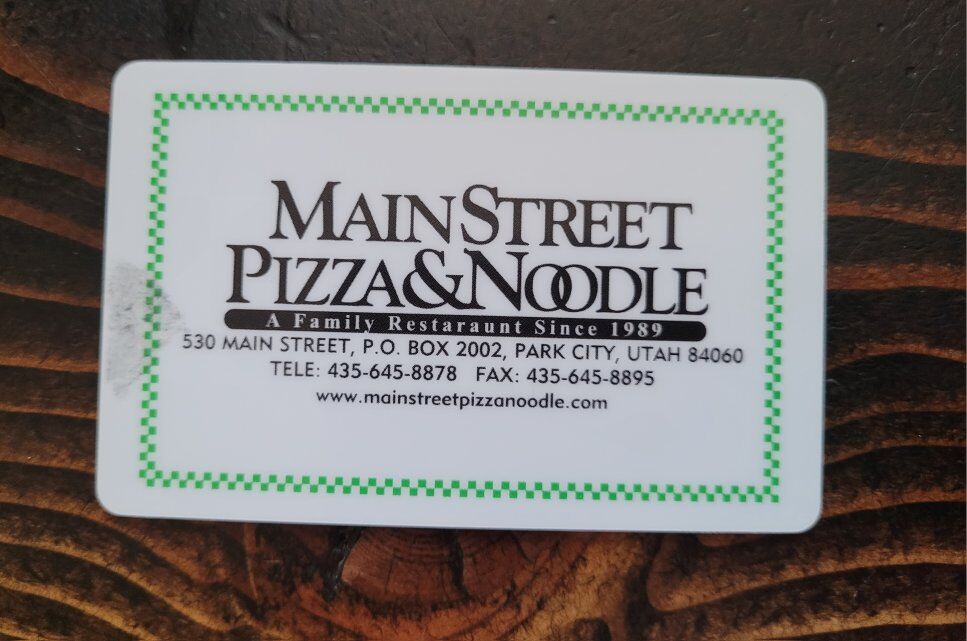 MAIN STREET
PIZZA & NOODLE
A Family Restaraunt Since 1989
530 MAIN STREET, P.O. BOX 2002, PARK CITY, UTAH 84060
TELE: 435-645-8878 FAX: 435-645-8895
www.mainstreetpizzanoodle.com